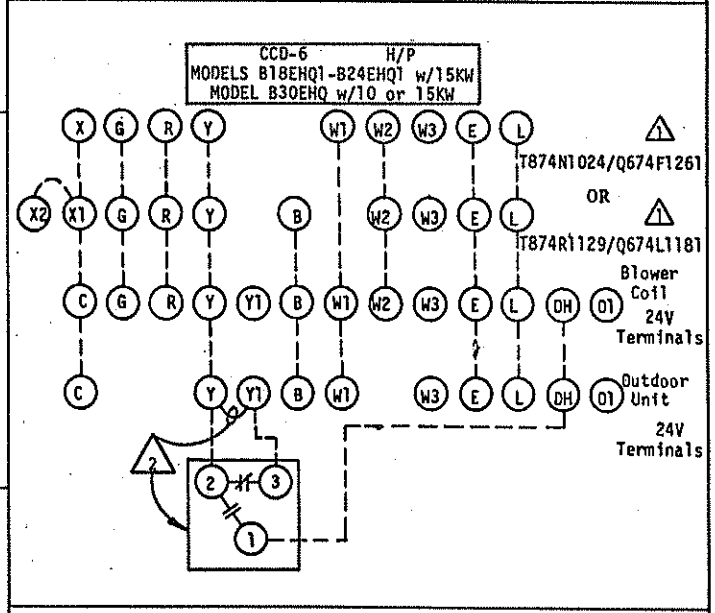 CCD-6 H/P
MODELS B18EHQ1-B24EHQ1 w/15KW
MODEL B30EHQ w/10 or 15KW
X G R Y W1 W2 W3 E L 1
T874N1024/Q674F1261
OR
X2 X1 G R Y B W2 W3 E L 1
T874R1129/Q674L1181
Blower
Coil
C G R Y Y1 B W1 W2 W3 E L DH O1
24V
Terminals
C Y Y1 B W1 W3 E L DH O1
Outdoor
Unit
24V
Terminals
2
2 3
1